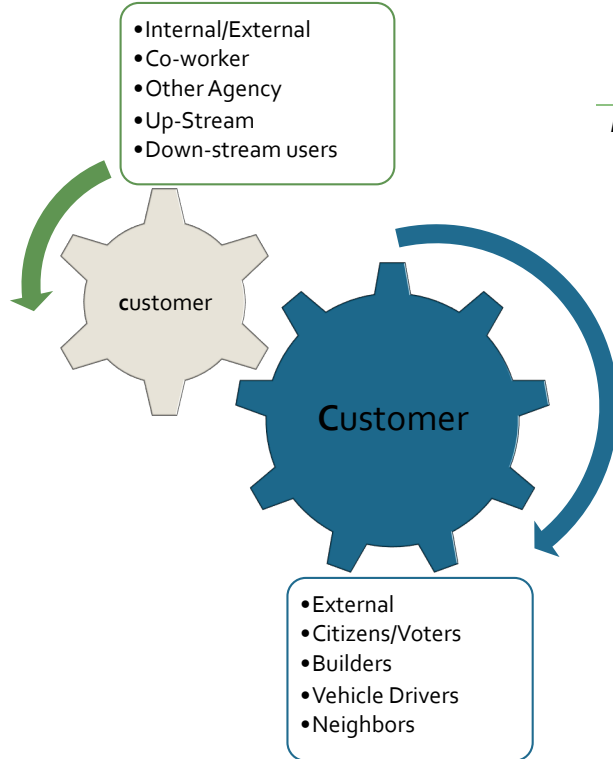 •Internal/External
•Co-worker
•Other Agency
•Up-Stream
•Down-stream users
customer
Customer
•External
•Citizens/Voters
•Builders
•Vehicle Drivers
•Neighbors